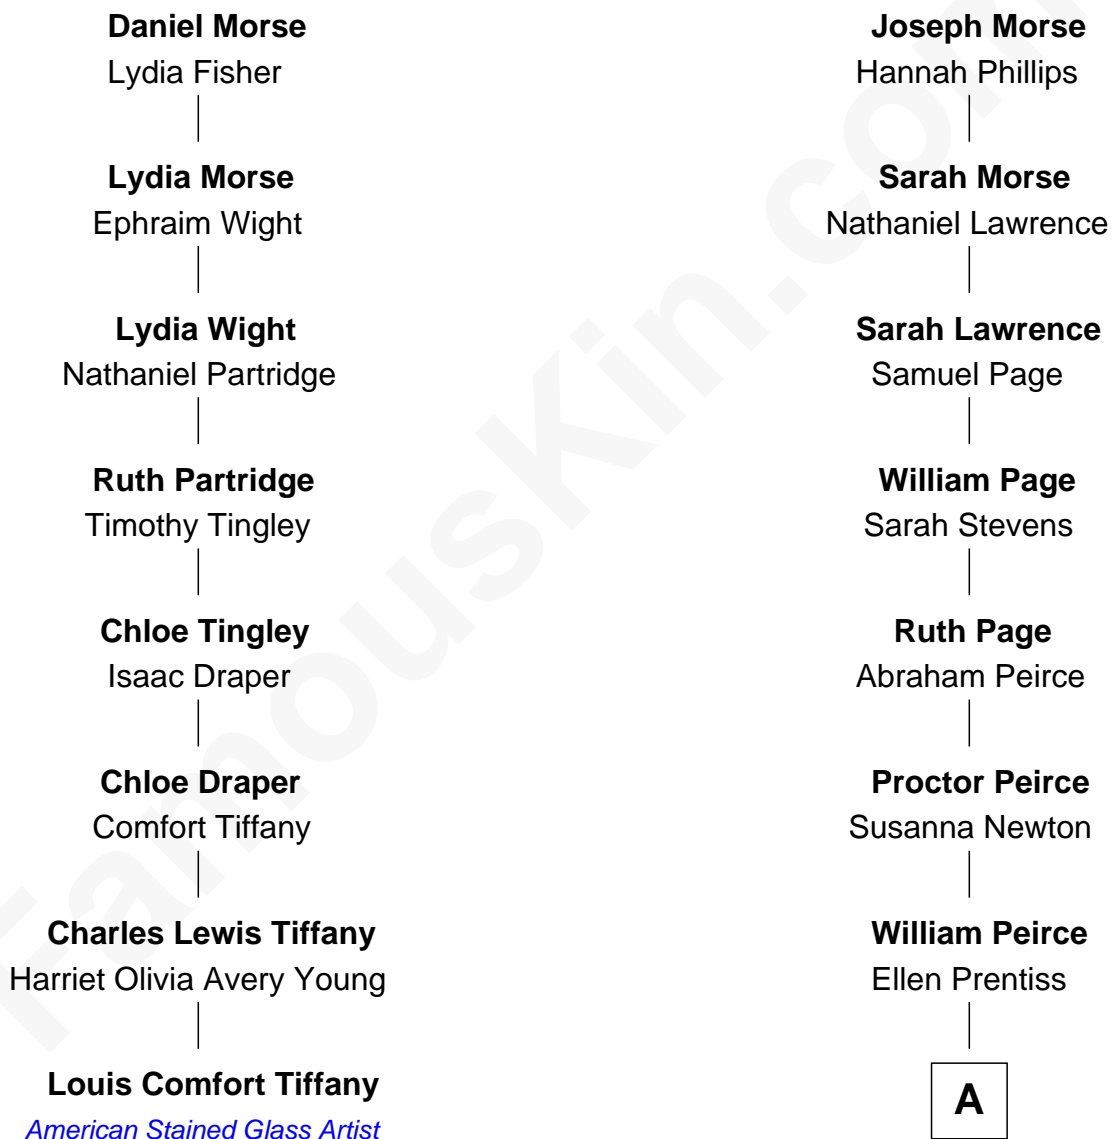 Daniel Morse
Lydia Fisher
Lydia Morse
Ephraim Wight
Lydia Wight
Nathaniel Partridge
Ruth Partridge
Timothy Tingley
Chloe Tingley
Isaac Draper
Chloe Draper
Comfort Tiffany
Charles Lewis Tiffany
Harriet Olivia Avery Young
Louis Comfort Tiffany
American Stained Glass Artist
Joseph Morse
Hannah Phillips
Sarah Morse
Nathaniel Lawrence
Sarah Lawrence
Samuel Page
William Page
Sarah Stevens
Ruth Page
Abraham Peirce
Proctor Peirce
Susanna Newton
William Peirce
Ellen Prentiss
A
FamousKin.com